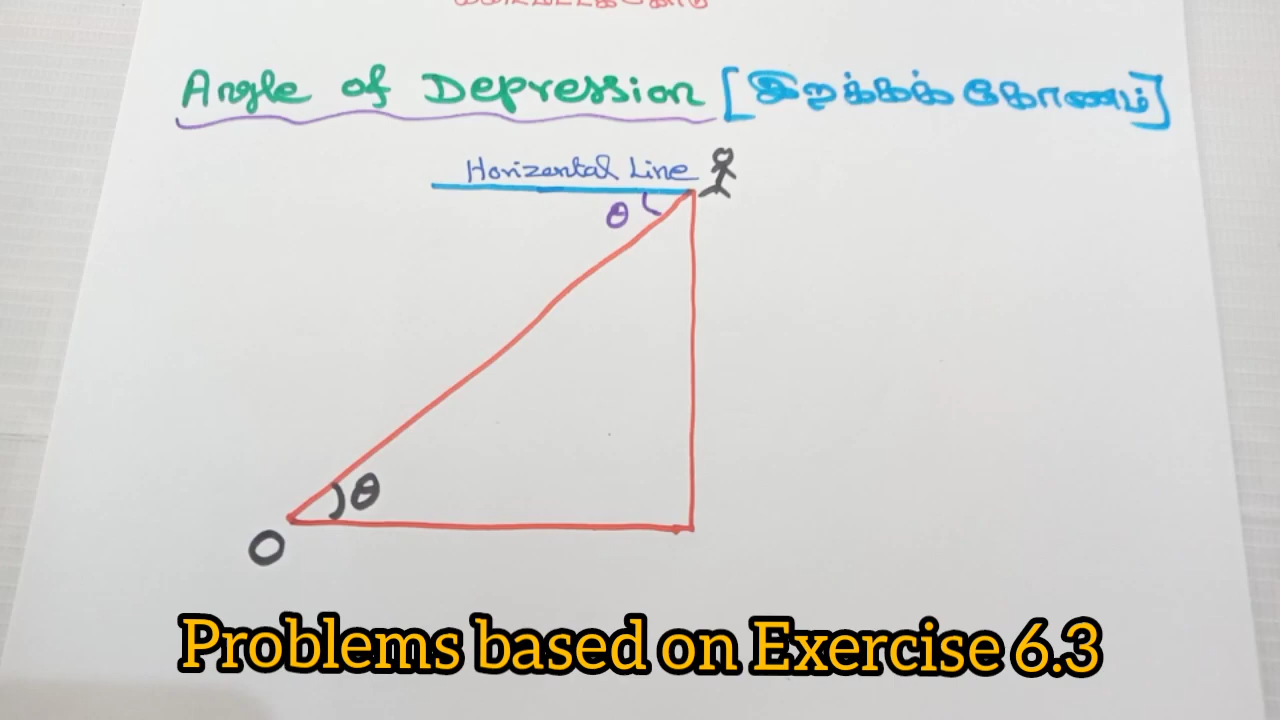 Angle of Depression [இறக்கக் கோணம்]
Horizontal Line
θ
θ
O
Problems based on Exercise 6.3